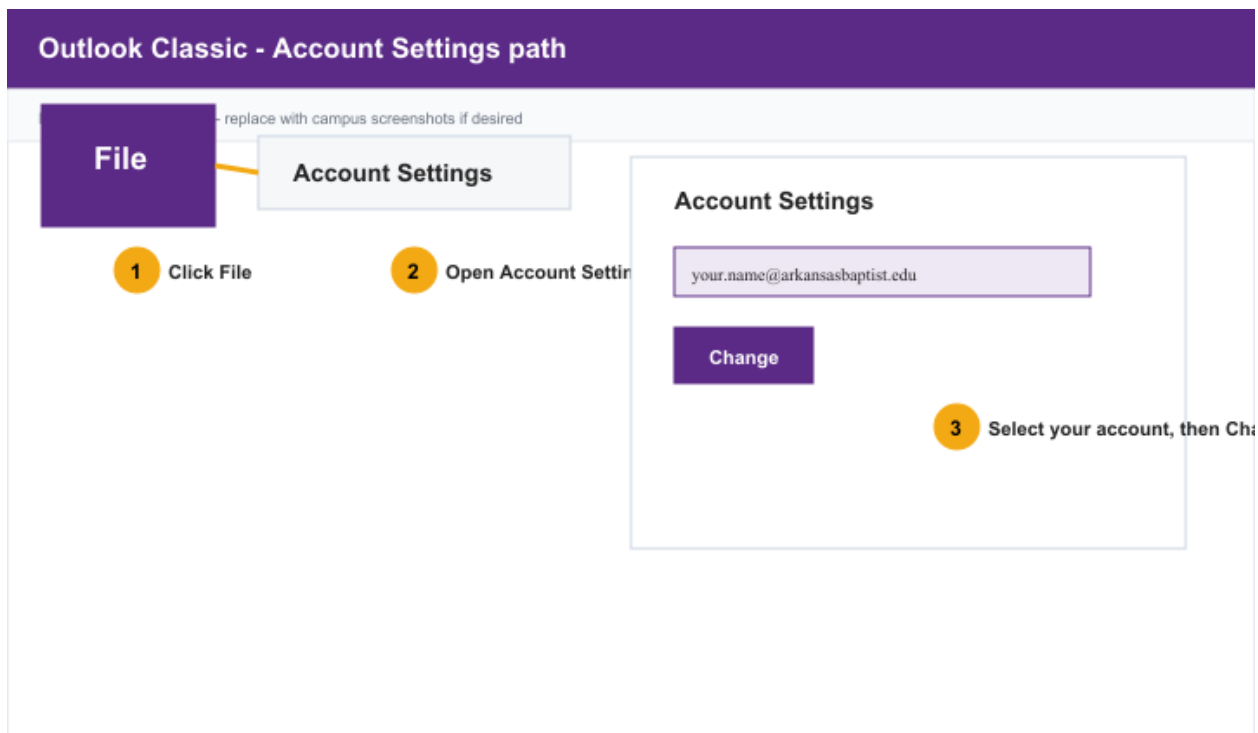 Outlook Classic - Account Settings path
- replace with campus screenshots if desired
File
Account Settings
Account Settings
your.name@arkansasbaptist.edu
Change
1 Click File
2 Open Account Settin
3 Select your account, then Cha